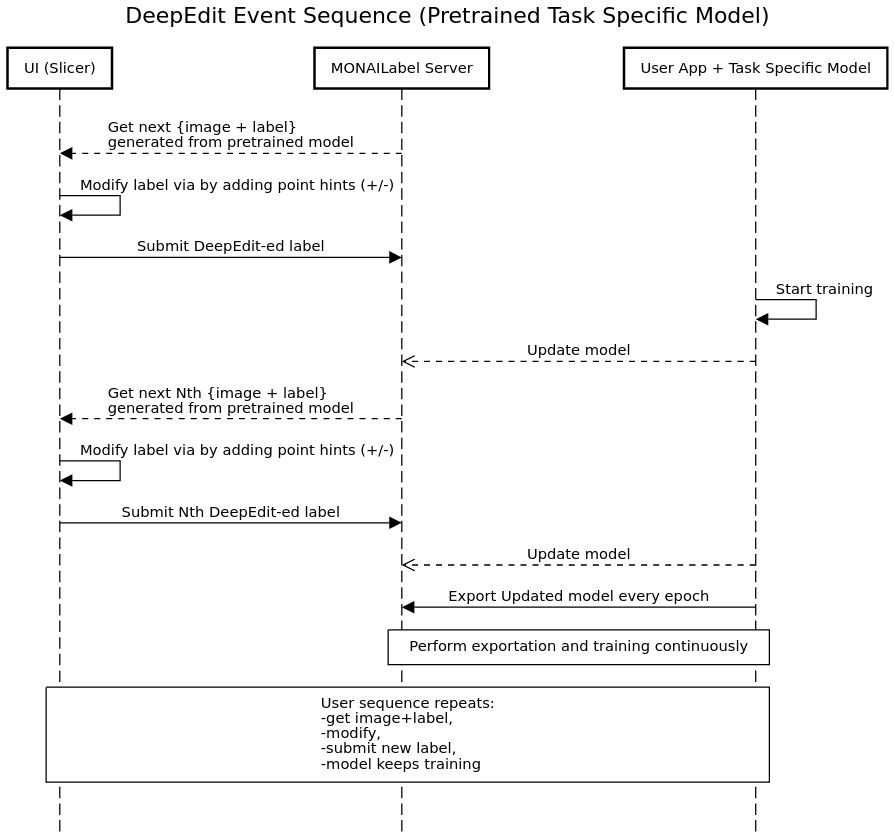 DeepEdit Event Sequence (Pretrained Task Specific Model)
UI (Slicer)
MONAILabel Server
User App + Task Specific Model
Get next {image + label}
generated from pretrained model
Modify label via by adding point hints (+/-)
Submit DeepEdit-ed label
Start training
Update model
Get next Nth {image + label}
generated from pretrained model
Modify label via by adding point hints (+/-)
Submit Nth DeepEdit-ed label
Update model
Export Updated model every epoch
Perform exportation and training continuously
User sequence repeats:
-get image+label,
-modify,
-submit new label,
-model keeps training